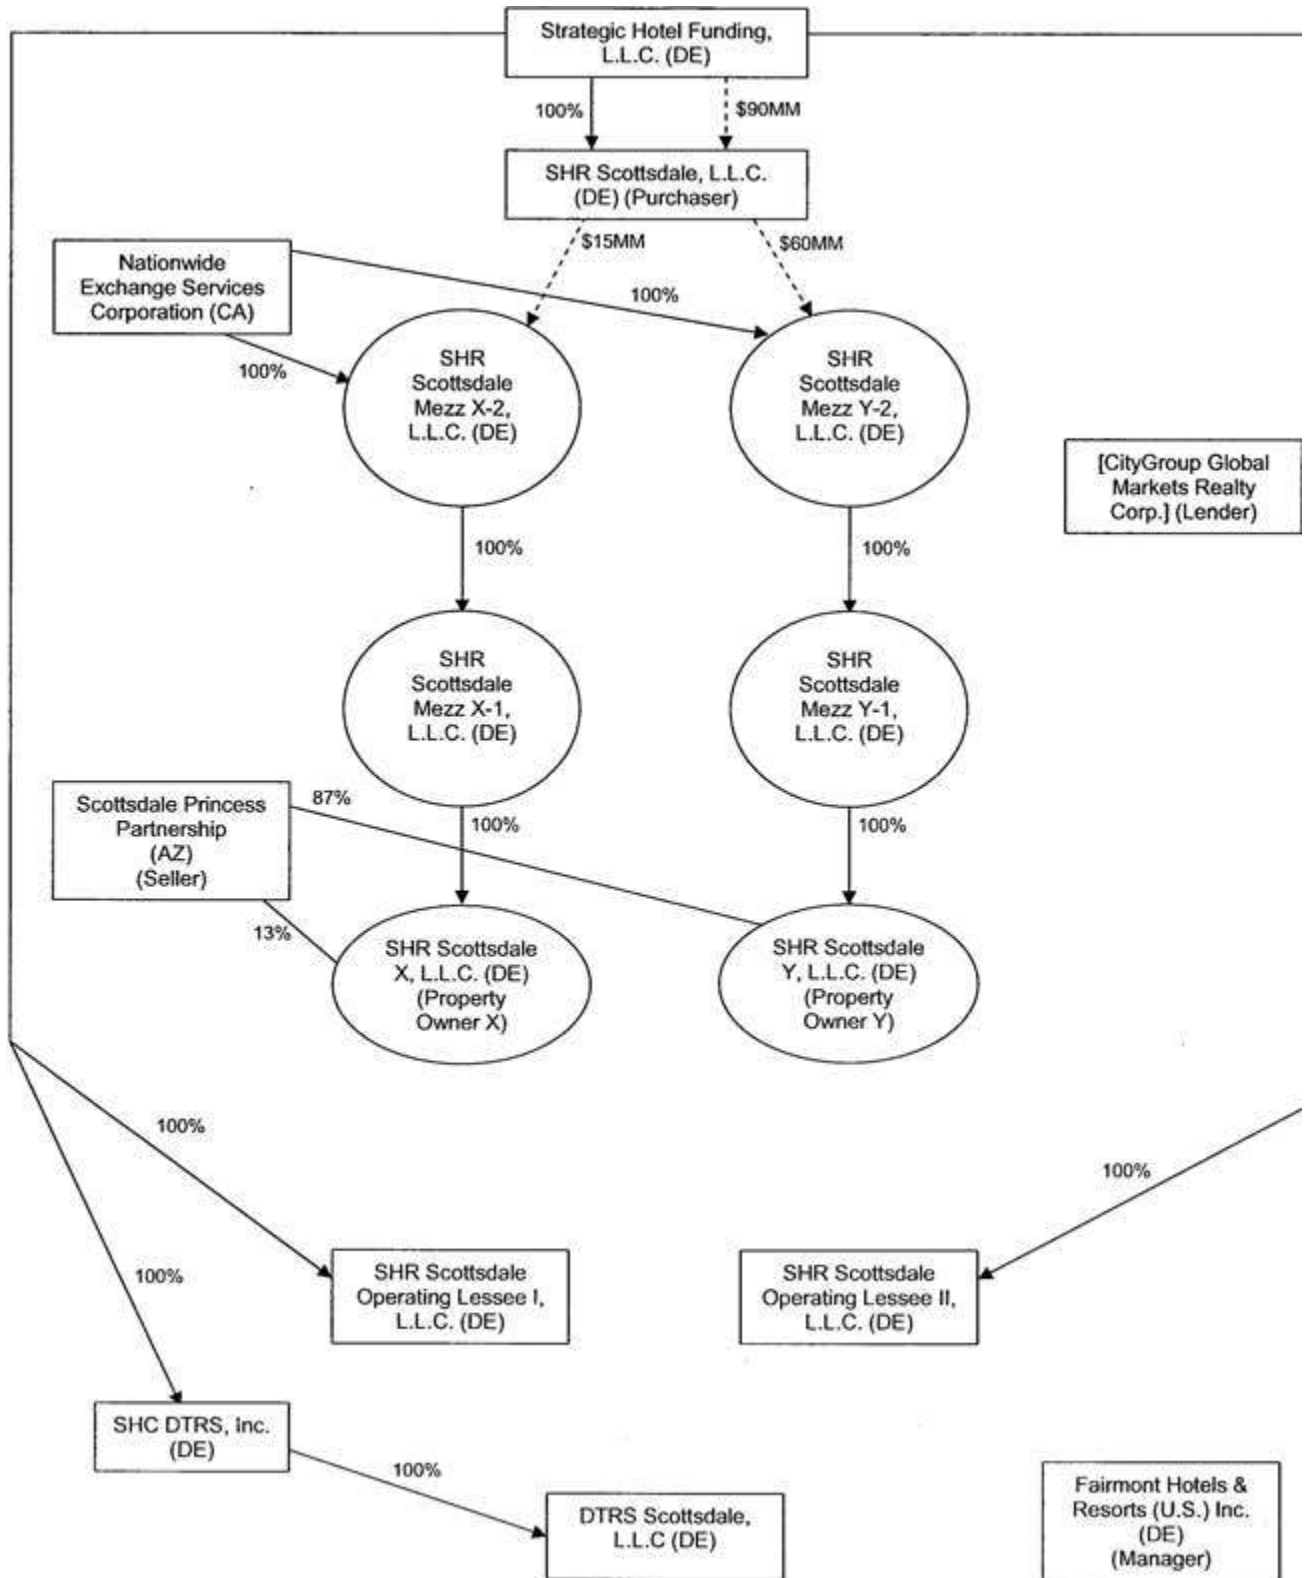 Strategic Hotel Funding,
L.L.C. (DE)
100%
$90MM
SHR Scottsdale, L.L.C.
(DE) (Purchaser)
$15MM
$60MM
Nationwide
Exchange Services
Corporation (CA)
100%
100%
SHR
Scottsdale
Mezz X-2,
L.L.C. (DE)
SHR
Scottsdale
Mezz Y-2,
L.L.C. (DE)
[CityGroup Global
Markets Realty
Corp.] (Lender)
100%
100%
SHR
Scottsdale
Mezz X-1,
L.L.C. (DE)
SHR
Scottsdale
Mezz Y-1,
L.L.C. (DE)
Scottsdale Princess
Partnership
(AZ)
(Seller)
87%
100%
100%
13%
SHR Scottsdale
X, L.L.C. (DE)
(Property
Owner X)
SHR Scottsdale
Y, L.L.C. (DE)
(Property
Owner Y)
100%
100%
100%
SHR Scottsdale
Operating Lessee I,
L.L.C. (DE)
SHR Scottsdale
Operating Lessee II,
L.L.C. (DE)
SHC DTRS, Inc.
(DE)
100%
DTRS Scottsdale,
L.L.C (DE)
Fairmont Hotels &
Resorts (U.S.) Inc.
(DE)
(Manager)